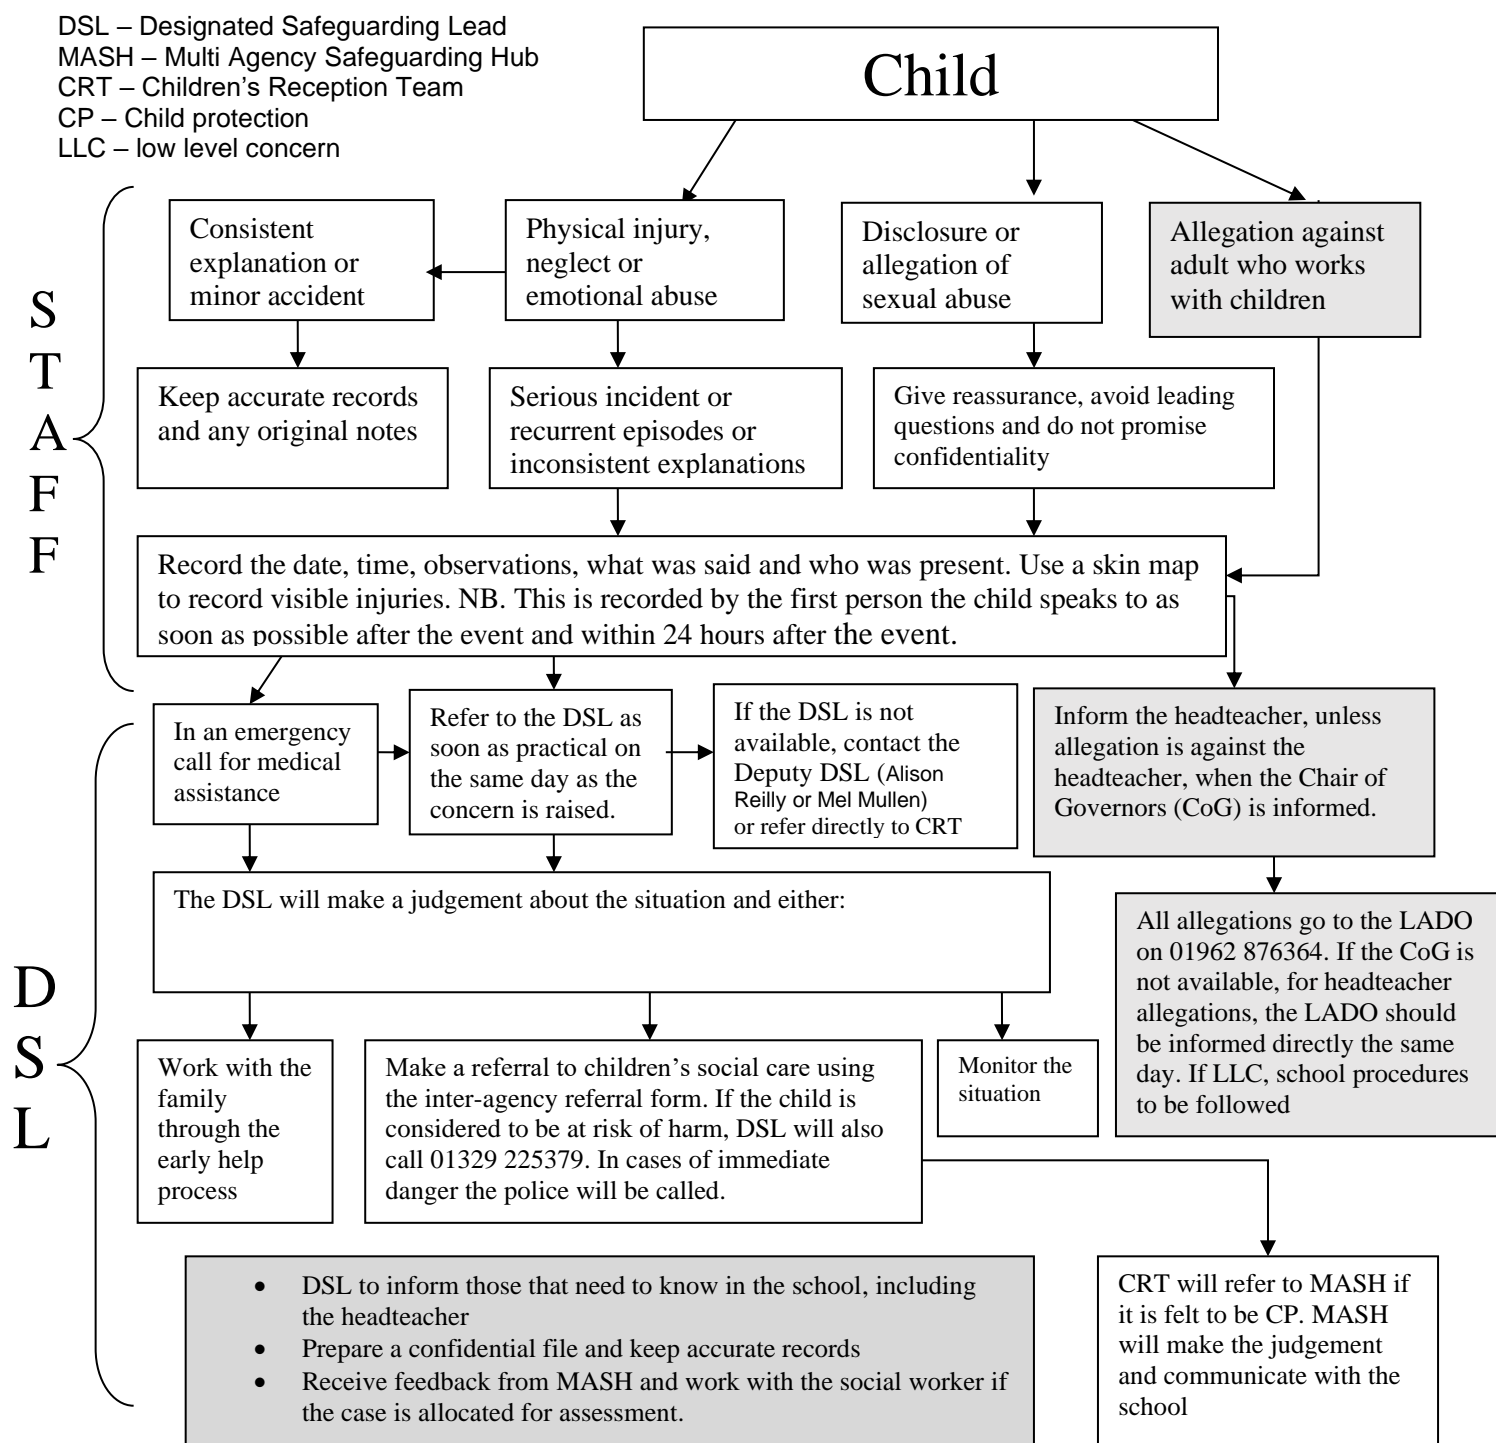 DSL – Designated Safeguarding Lead
MASH – Multi Agency Safeguarding Hub
CRT – Children's Reception Team
CP – Child protection
LLC – low level concern
Child
S
T
A
F
F
Consistent
explanation or
minor accident
Physical injury,
neglect or
emotional abuse
Disclosure or
allegation of
sexual abuse
Allegation against
adult who works
with children
Keep accurate records
and any original notes
Serious incident or
recurrent episodes or
inconsistent explanations
Give reassurance, avoid leading
questions and do not promise
confidentiality
Record the date, time, observations, what was said and who was present. Use a skin map
to record visible injuries. NB. This is recorded by the first person the child speaks to as
soon as possible after the event and within 24 hours after the event.
D
S
L
In an emergency
call for medical
assistance
Refer to the DSL as
soon as practical on
the same day as the
concern is raised.
If the DSL is not
available, contact the
Deputy DSL (Alison
Reilly or Mel Mullen)
or refer directly to CRT
Inform the headteacher, unless
allegation is against the
headteacher, when the Chair of
Governors (CoG) is informed.
The DSL will make a judgement about the situation and either:
All allegations go to the LADO
on 01962 876364. If the CoG is
not available, for headteacher
allegations, the LADO should
be informed directly the same
day. If LLC, school procedures
to be followed
Work with the
family
through the
early help
process
Make a referral to children's social care using
the inter-agency referral form. If the child is
considered to be at risk of harm, DSL will also
call 01329 225379. In cases of immediate
danger the police will be called.
Monitor the
situation
• DSL to inform those that need to know in the school, including
the headteacher
• Prepare a confidential file and keep accurate records
• Receive feedback from MASH and work with the social worker if
the case is allocated for assessment.
CRT will refer to MASH if
it is felt to be CP. MASH
will make the judgement
and communicate with the
school